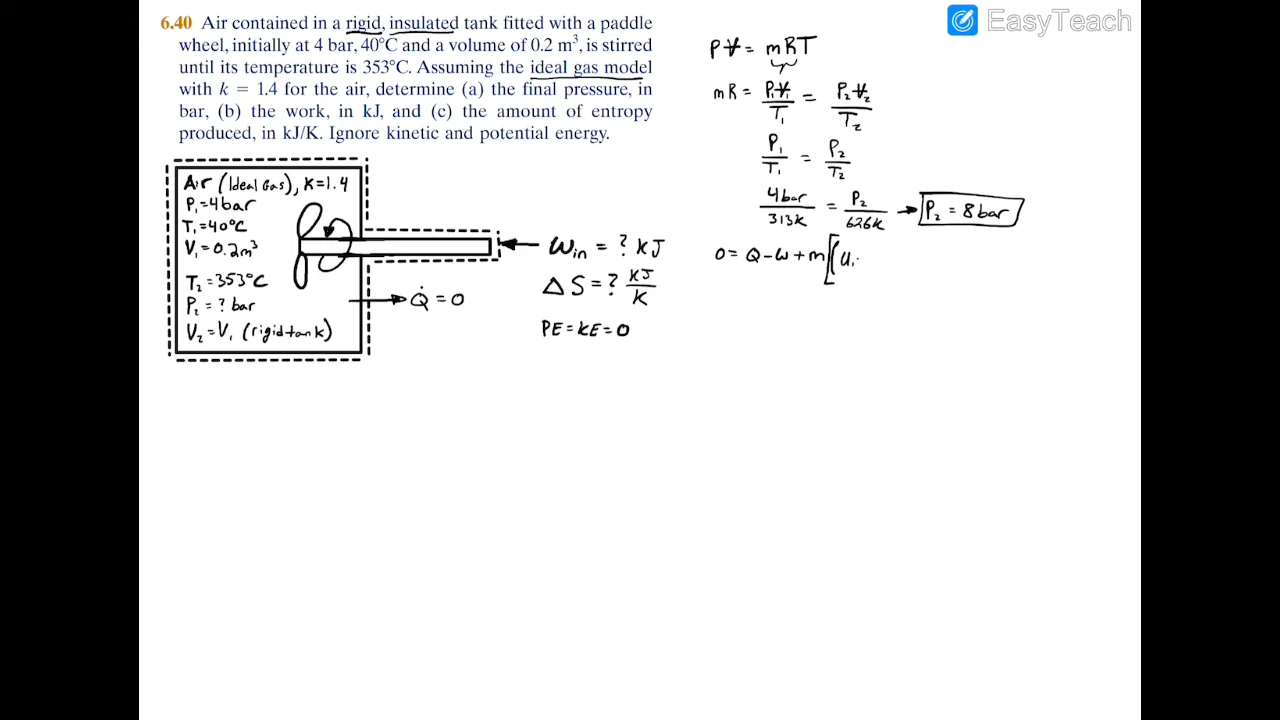 EasyTeach
6.40 Air contained in a rigid, insulated tank fitted with a paddle
wheel, initially at 4 bar, 40°C and a volume of 0.2 m³, is stirred
until its temperature is 353°C. Assuming the ideal gas model
with k = 1.4 for the air, determine (a) the final pressure, in
bar, (b) the work, in kJ, and (c) the amount of entropy
produced, in kJ/K. Ignore kinetic and potential energy.
Air (Ideal Gas), K=1.4
P₁=4bar
T₁=40°C
V₁=0.2m³
T₂=353°C
P₂=? bar
V₂=V₁ (rigid tank)
Q̇ = 0
Win = ? KJ
ΔS=? KJ/K
PE=KE=0
PV = mRT
mR = P₁V₁/T₁ = P₂V₂/T₂
P₁/T₁ = P₂/T₂
4bar/313K = P₂/626K → P₂ = 8bar
0 = Q-W+m[(U₁